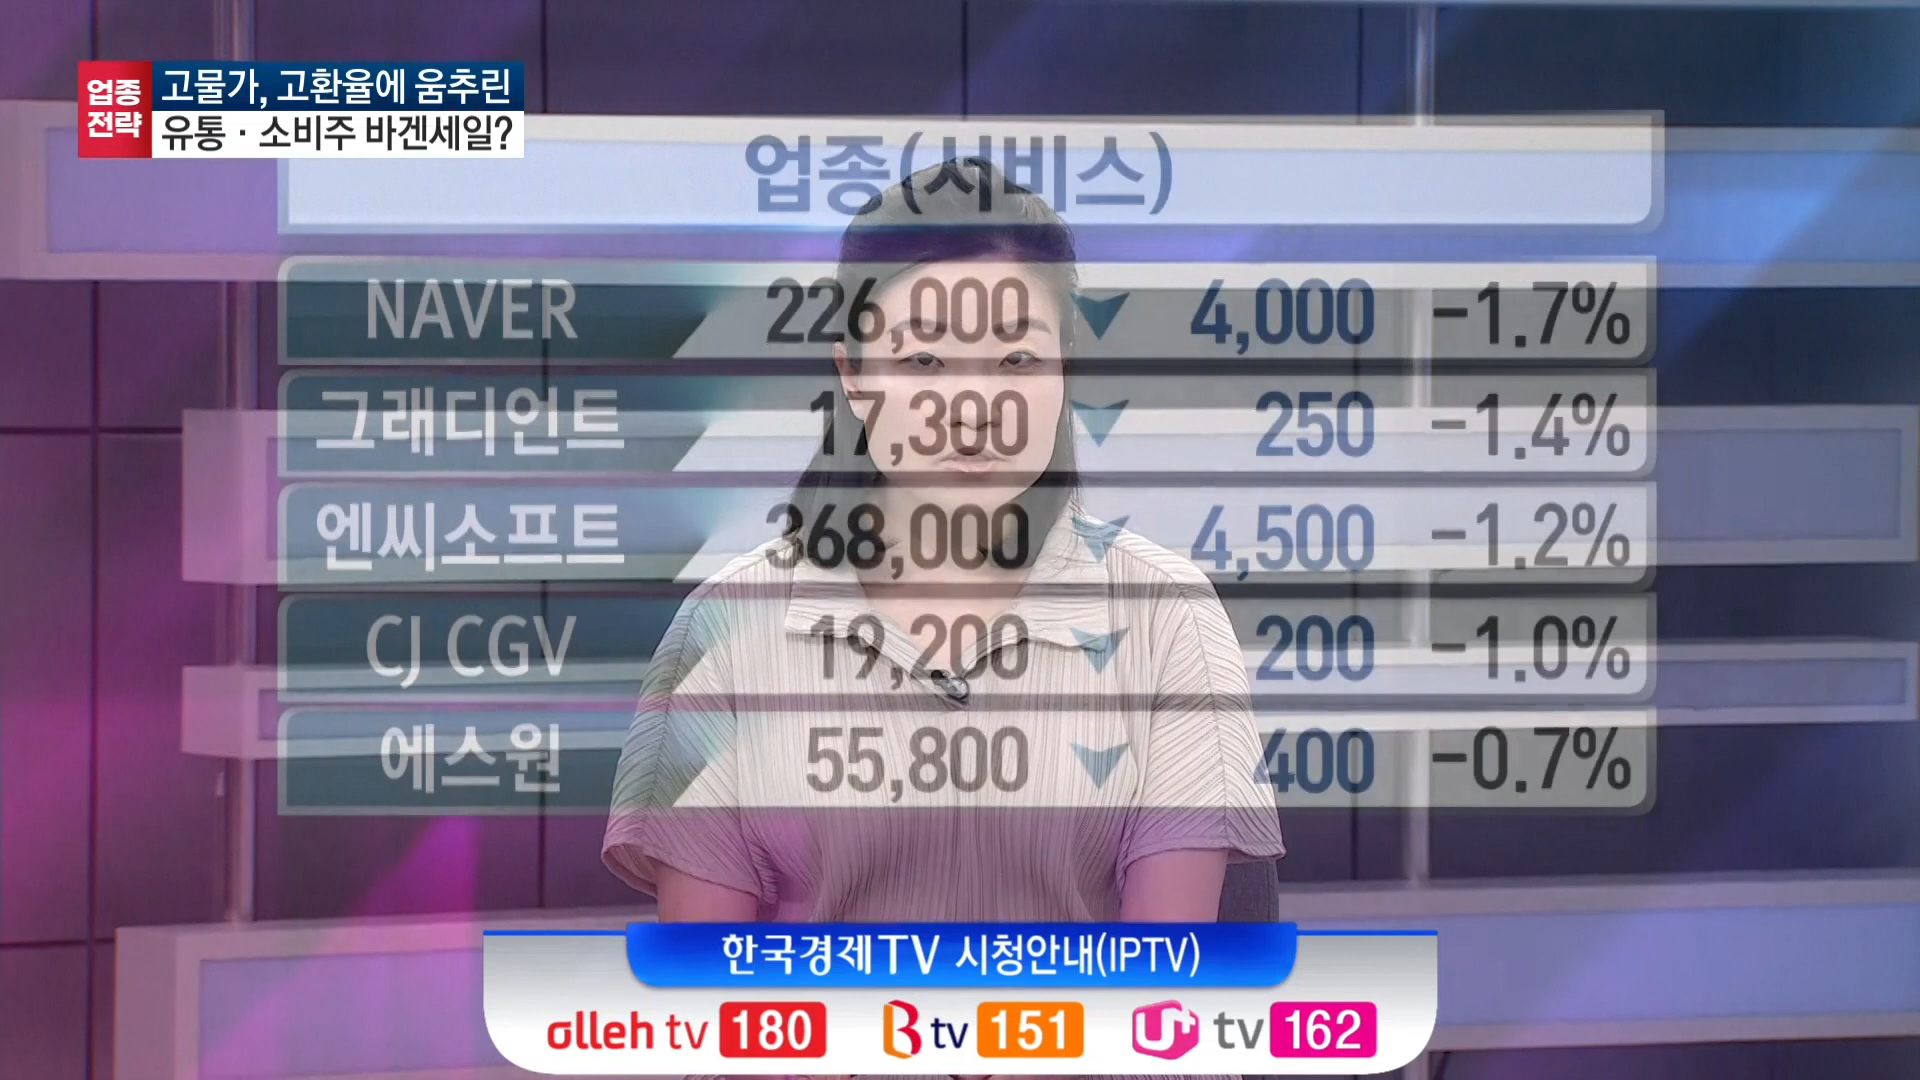 업종
전략
고물가, 고환율에 움추린
유통 · 소비주 바겐세일?
업종(서비스)
NAVER 226,000 ▼ 4,000 -1.7%
그래디언트 17,300 ▼ 250 -1.4%
엔씨소프트 368,000 ▼ 4,500 -1.2%
CJ CGV 19,200 ▼ 200 -1.0%
에스원 55,800 ▼ 400 -0.7%
한국경제TV 시청안내(IPTV)
olleh tv 180 B tv 151 U+ tv 162